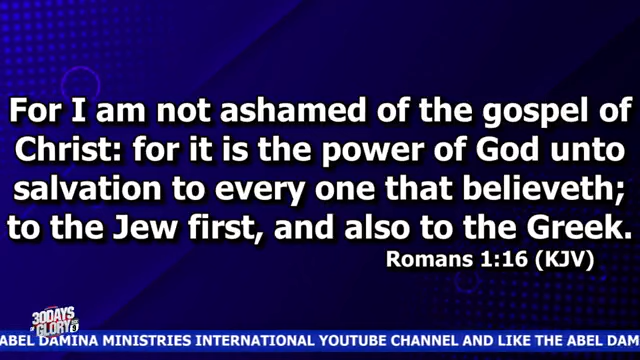 For I am not ashamed of the gospel of
Christ: for it is the power of God unto
salvation to every one that believeth;
to the Jew first, and also to the Greek.
Romans 1:16 (KJV)
30DAYS
OF GLORY
ABEL DAMINA MINISTRIES INTERNATIONAL YOUTUBE CHANNEL AND LIKE THE ABEL DAM